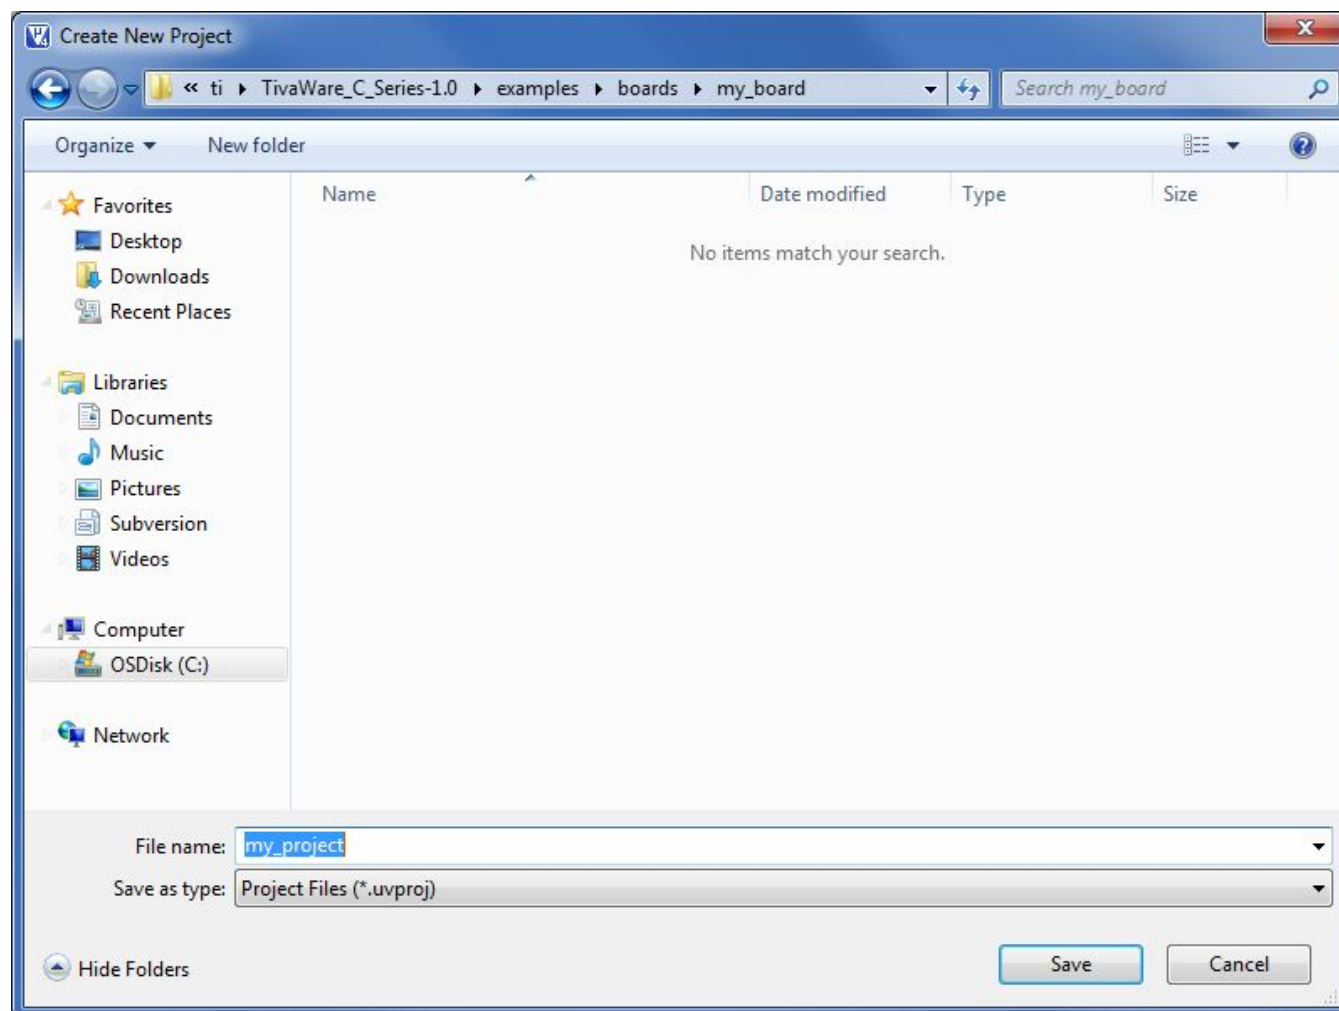 Create New Project
« ti ▸ TivaWare_C_Series-1.0 ▸ examples ▸ boards ▸ my_board
Search my_board
Organize ▾ New folder
Name Date modified Type Size
No items match your search.
Favorites
Desktop
Downloads
Recent Places
Libraries
Documents
Music
Pictures
Subversion
Videos
Computer
OSDisk (C:)
Network
File name: my_project
Save as type: Project Files (*.uvproj)
Hide Folders
Save Cancel